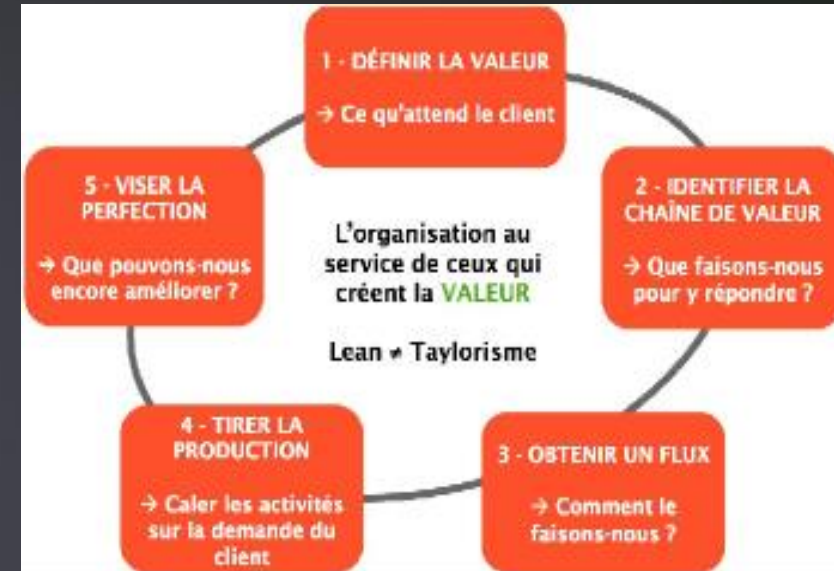 1 - DÉFINIR LA VALEUR
→ Ce qu'attend le client
2 - IDENTIFIER LA
CHAÎNE DE VALEUR
→ Que faisons-nous
pour y répondre ?
3 - OBTENIR UN FLUX
→ Comment le
faisons-nous ?
4 - TIRER LA
PRODUCTION
→ Caler les activités
sur la demande du
client
5 - VISER LA
PERFECTION
→ Que pouvons-nous
encore améliorer ?
L'organisation au
service de ceux qui
créent la VALEUR
Lean ≠ Taylorisme